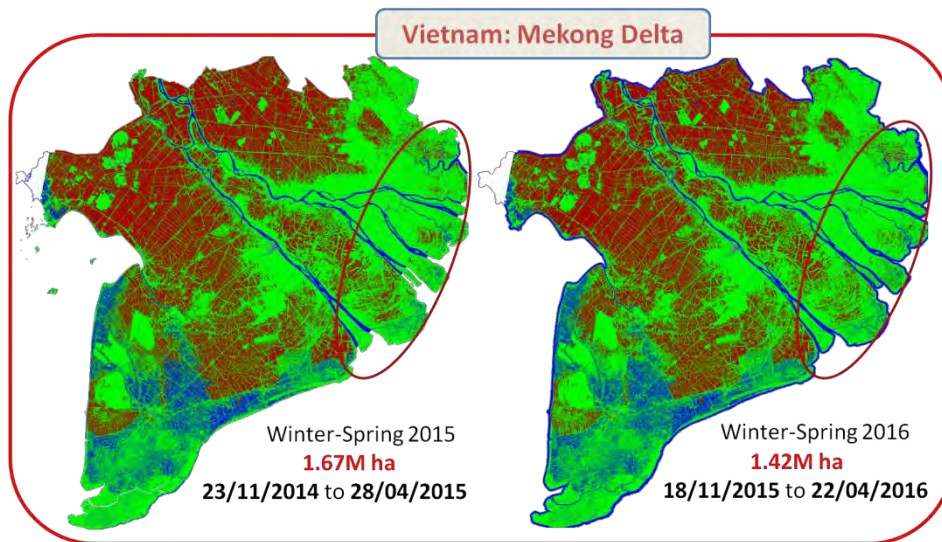 Vietnam: Mekong Delta
Winter-Spring 2015
1.67M ha
23/11/2014 to 28/04/2015
Winter-Spring 2016
1.42M ha
18/11/2015 to 22/04/2016